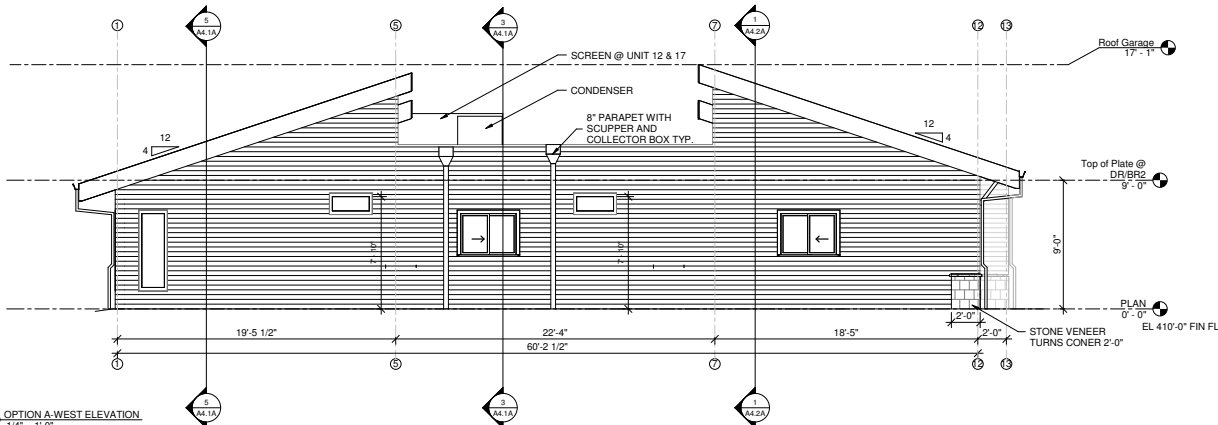 1
5
A4.1A
5
3
A4.1A
7
1
A4.2A
12
13
Roof Garage
17' - 1"
SCREEN @ UNIT 12 & 17
CONDENSER
8" PARAPET WITH
SCUPPER AND
COLLECTOR BOX TYP.
12
4
12
4
Top of Plate @
DR/BR2
9' - 0"
7' - 10"
7' - 10"
9'-0"
PLAN
0' - 0"
EL 410'-0" FIN FL
2'-0"
STONE VENEER
TURNS CONER 2'-0"
19'-5 1/2"
22'-4"
18'-5"
2'-0"
60'-2 1/2"
1
5
7
12
13
5
A4.1A
3
A4.1A
1
A4.2A
OPTION A-WEST ELEVATION